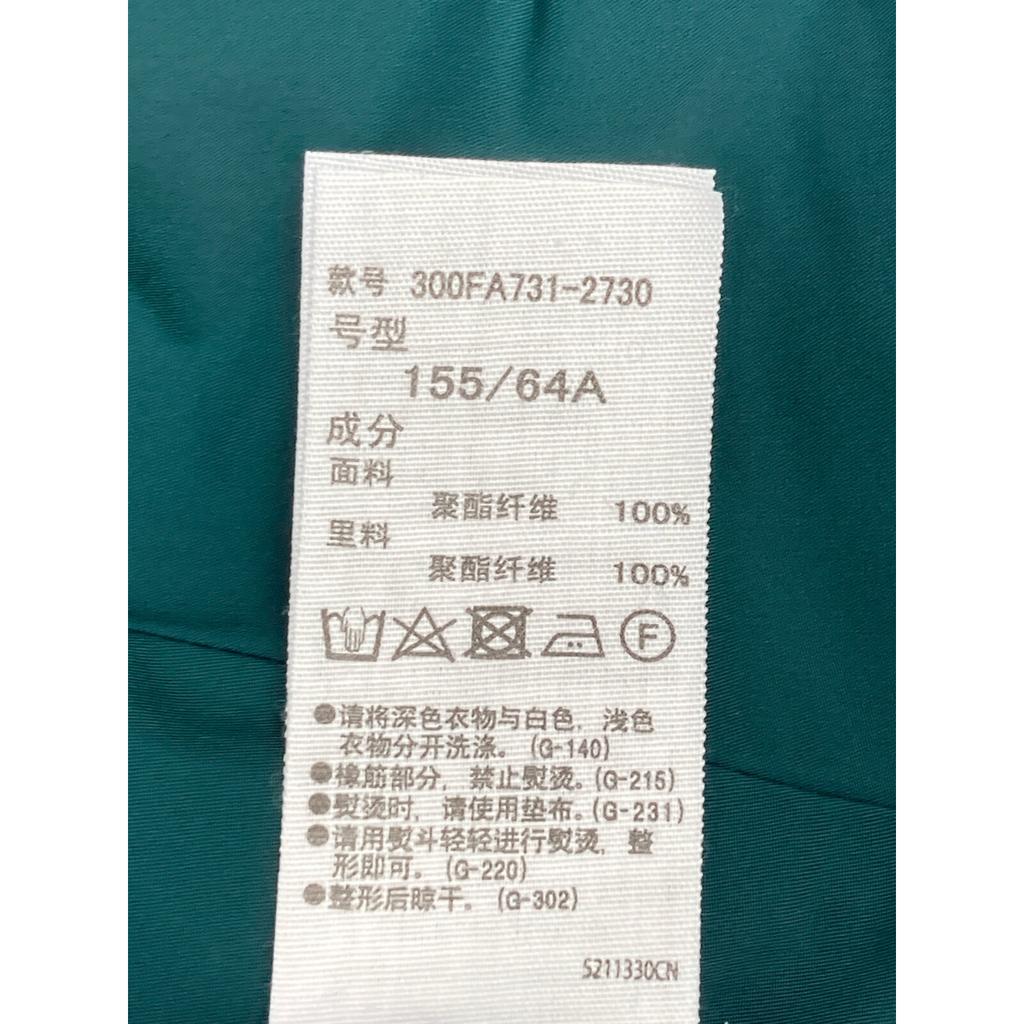 款号 300FA731-2730
号型
155/64A
成分
面料
聚酯纤维 100%
里料
聚酯纤维 100%
F
●请将深色衣物与白色，浅色
衣物分开洗涤。(G-140)
●橡筋部分，禁止熨烫。(G-215)
●熨烫时，请使用垫布。(G-231)
●请用熨斗轻轻进行熨烫，整
形即可。(G-220)
●整形后晾干。(G-302)
5211330CN